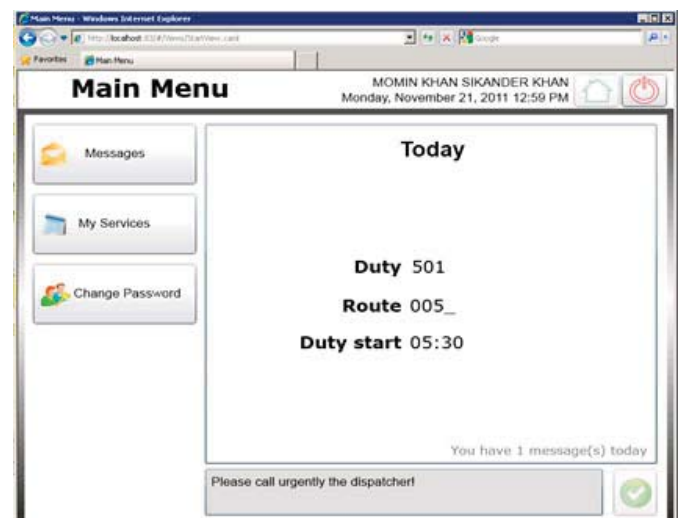 Main Menu - Windows Internet Explorer
Google
Favorites Main Menu
Main Menu
MOMIN KHAN SIKANDER KHAN
Monday, November 21, 2011 12:59 PM
Messages
My Services
Change Password
Today
Duty 501
Route 005_
Duty start 05:30
You have 1 message(s) today
Please call urgently the dispatcher!